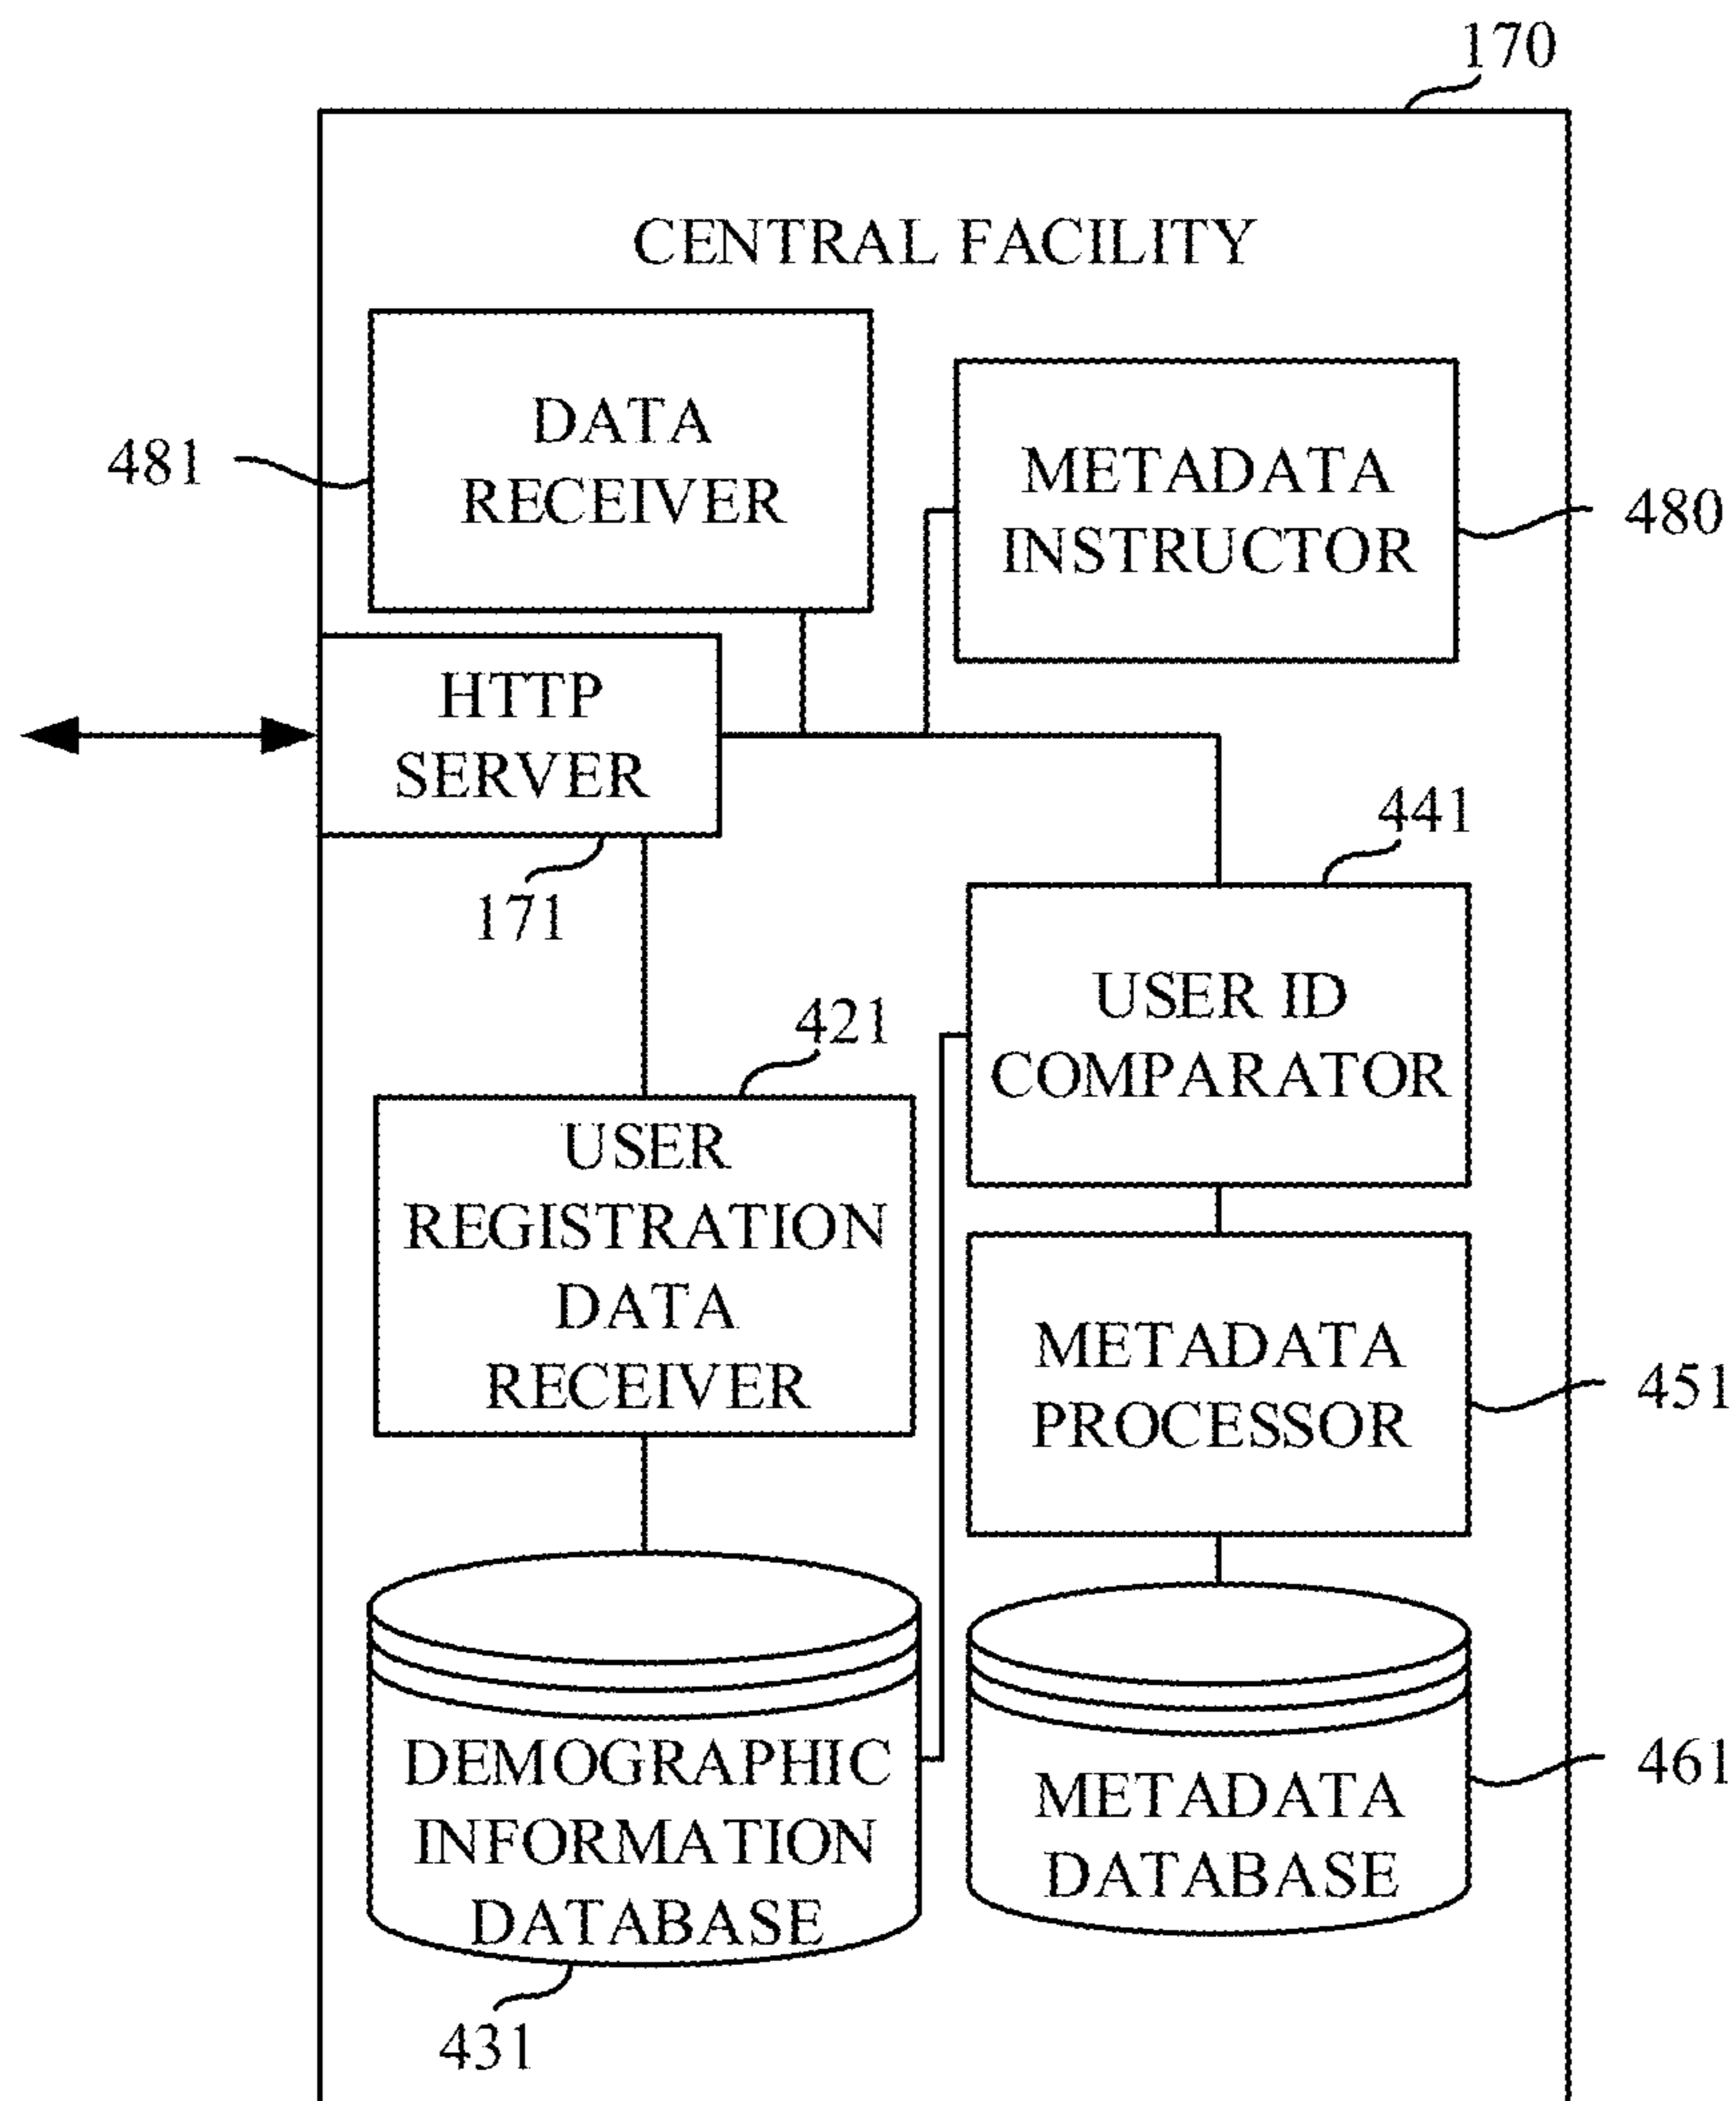 170
CENTRAL FACILITY
DATA
RECEIVER
481
METADATA
INSTRUCTOR
480
HTTP
SERVER
171
441
USER ID
COMPARATOR
421
USER
REGISTRATION
DATA
RECEIVER
METADATA
PROCESSOR
451
DEMOGRAPHIC
INFORMATION
DATABASE
431
METADATA
DATABASE
461